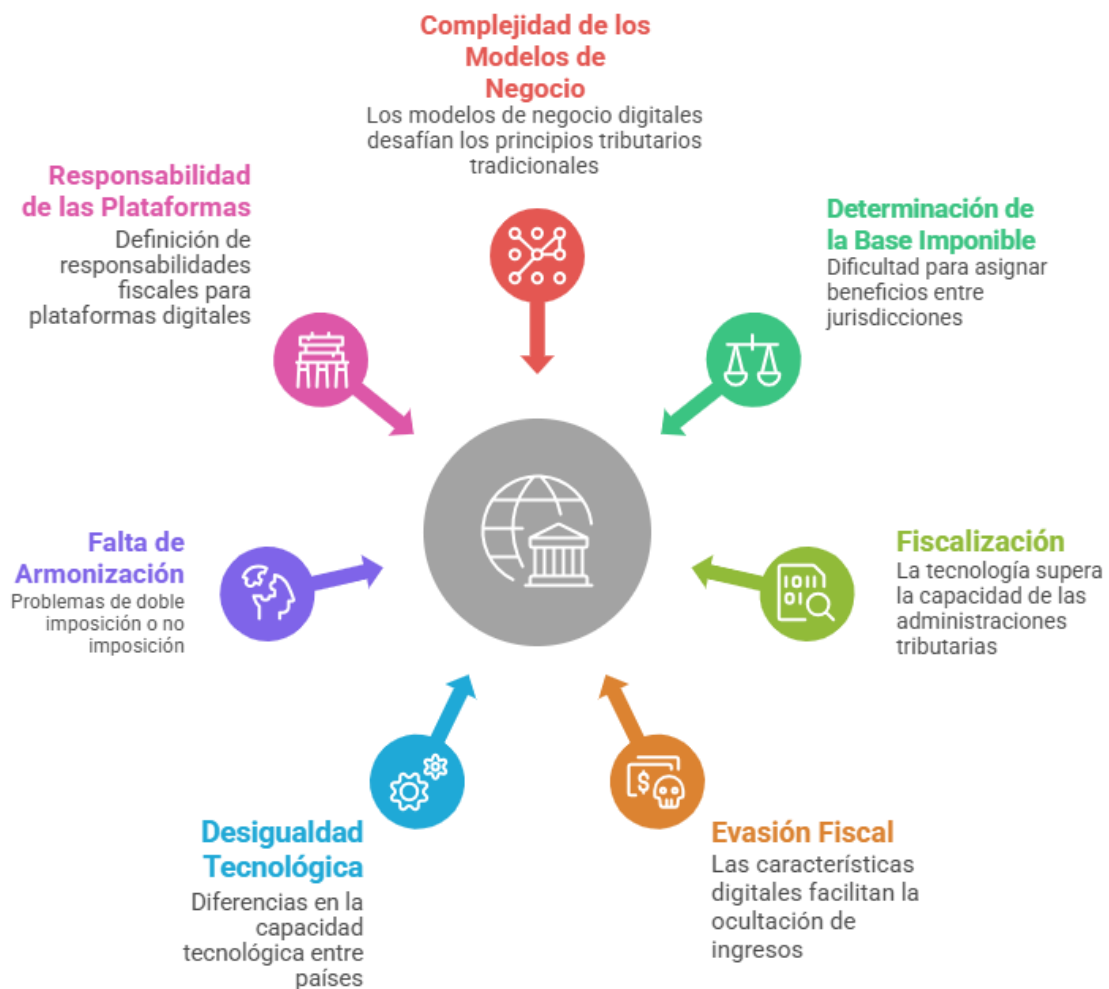 Complejidad de los
Modelos de
Negocio
Los modelos de negocio digitales
desafían los principios tributarios
tradicionales
Responsabilidad
de las Plataformas
Definición de
responsabilidades
fiscales para
plataformas digitales
Determinación de
la Base Imponible
Dificultad para asignar
beneficios entre
jurisdicciones
Falta de
Armonización
Problemas de doble
imposición o no
imposición
Fiscalización
La tecnología supera
la capacidad de las
administraciones
tributarias
1011
01
Desigualdad
Tecnológica
Diferencias en la
capacidad
tecnológica entre
países
$
Evasión Fiscal
Las características
digitales facilitan la
ocultación de
ingresos